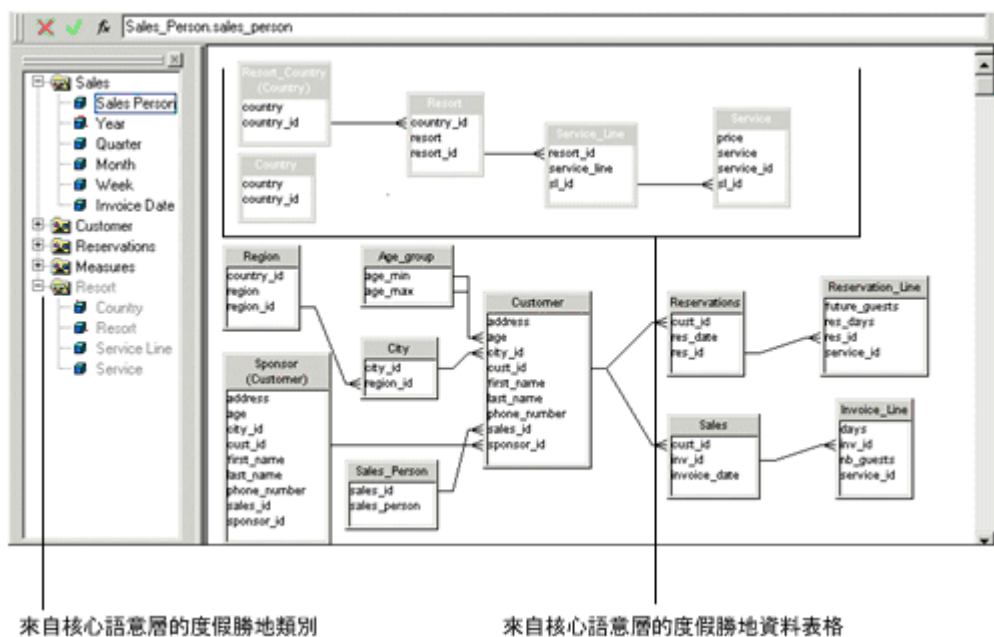 Sales_Person.sales_person
Sales
Sales Person
Year
Quarter
Month
Week
Invoice Date
Customer
Reservations
Measures
Resort
Country
Resort
Service Line
Service
Resort_Country
(Country)
country
country_id
Country
country
country_id
Resort
country_id
resort
resort_id
Service_Line
resort_id
service_line
sl_id
Service
price
service
service_id
sl_id
Region
country_id
region
region_id
Age_group
age_min
age_max
Customer
address
age
city_id
cust_id
first_name
last_name
phone_number
sales_id
sponsor_id
City
city_id
region_id
Sponsor
(Customer)
address
age
city_id
cust_id
first_name
last_name
phone_number
sales_id
sponsor_id
Sales_Person
sales_id
sales_person
Reservations
cust_id
res_date
res_id
Reservation_Line
future_guests
res_days
res_id
service_id
Sales
cust_id
inv_id
invoice_date
Invoice_Line
days
inv_id
nb_guests
service_id
來自核心語意層的度假勝地類別
來自核心語意層的度假勝地資料表格